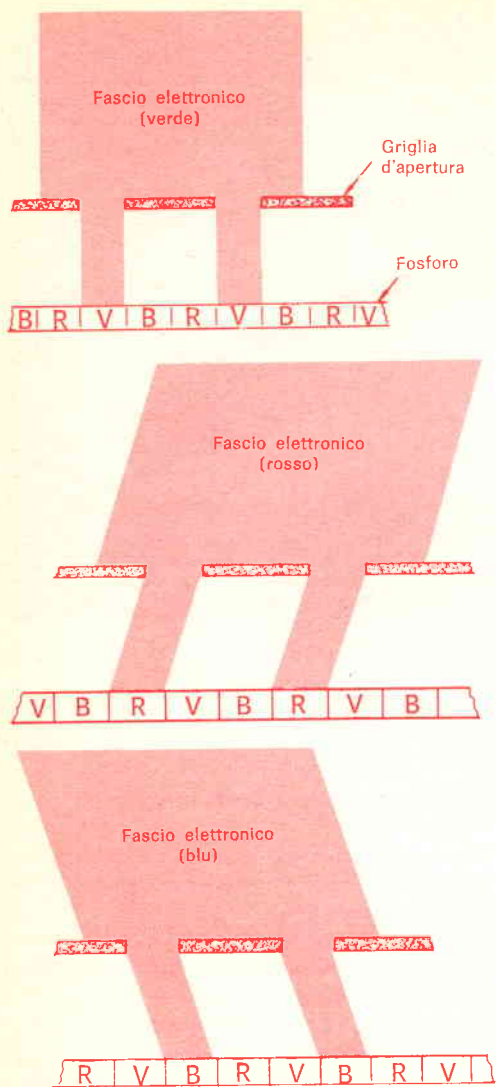 Fascio elettronico
(verde)
Griglia
d'apertura
Fosforo
B R V B R V B R V
Fascio elettronico
(rosso)
V B R V B R V B
Fascio elettronico
(blu)
R V B R V B R V